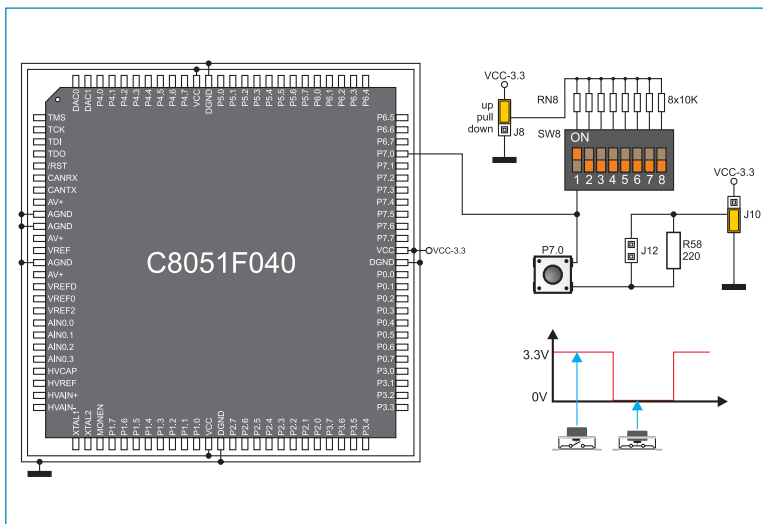 DAC0
DAC1
P4.0
P4.1
P4.2
P4.3
P4.4
P4.5
P4.6
P4.7
VCC
DGND
P5.0
P5.1
P5.2
P5.3
P5.4
P5.5
P5.6
P5.7
P6.0
P6.1
P6.2
P6.3
P6.4
TMS
TCK
TDI
TDO
/RST
CANRX
CANTX
AV+
AGND
AGND
AV+
VREF
AGND
AV+
VREFD
VREF0
VREF2
AIN0.0
AIN0.1
AIN0.2
AIN0.3
HVCAP
HVREF
HVAIN+
HVAIN-
C8051F040
P6.5
P6.6
P6.7
P7.0
P7.1
P7.2
P7.3
P7.4
P7.5
P7.6
P7.7
VCC
DGND
P0.0
P0.1
P0.2
P0.3
P0.4
P0.5
P0.6
P0.7
P3.0
P3.1
P3.2
P3.3
XTAL1
XTAL2
MONEN
P1.7
P1.6
P1.5
P1.4
P1.3
P1.2
P1.1
P1.0
VCC
DGND
P2.7
P2.6
P2.5
P2.4
P2.3
P2.2
P2.1
P2.0
P3.7
P3.6
P3.5
P3.4
VCC-3.3
VCC-3.3
up
pull
down
J8
RN8
8x10K
SW8
ON
1 2 3 4 5 6 7 8
VCC-3.3
J10
P7.0
J12
R58
220
3.3V
0V